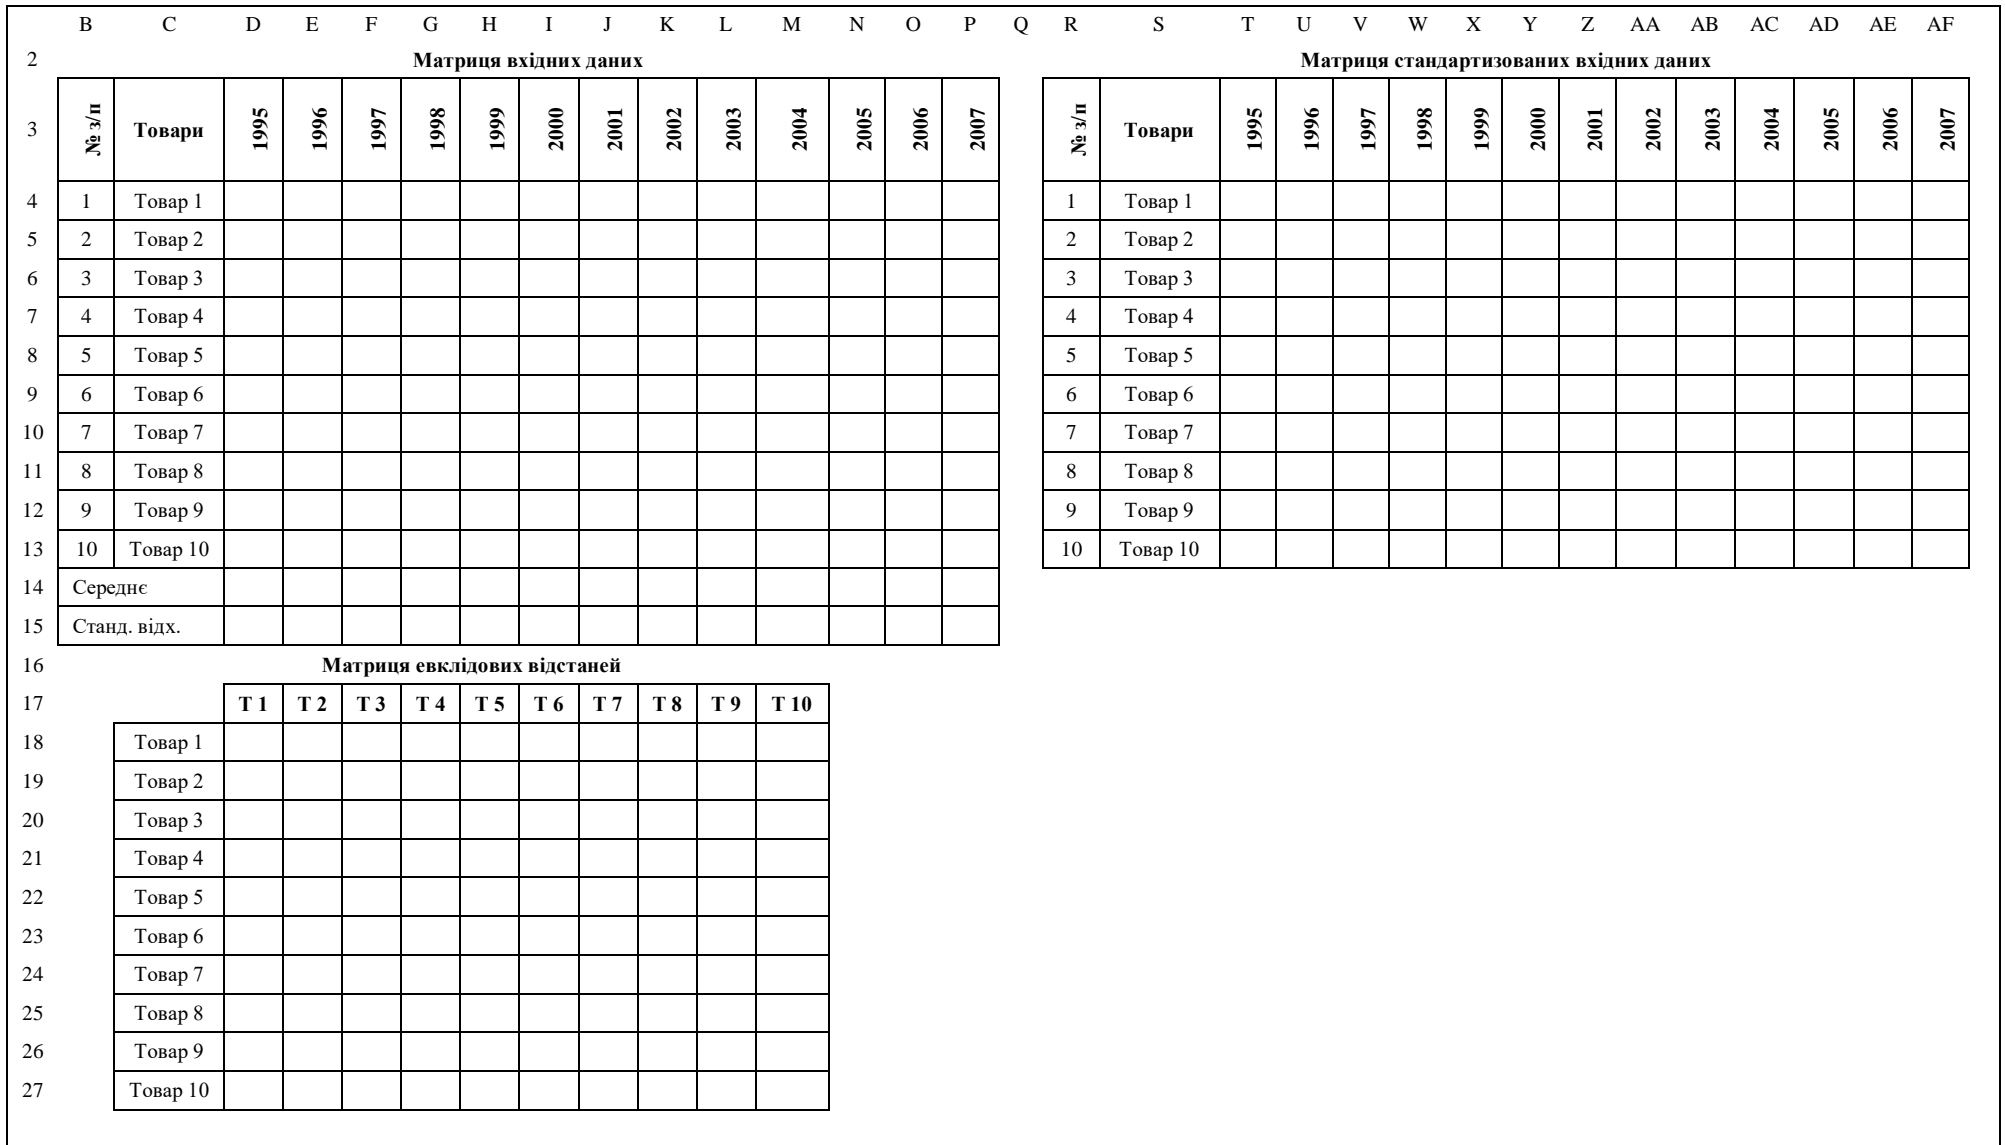 B C D E F G H I J K L M N O P Q R S T U V W X Y Z AA AB AC AD AE AF
2 Матриця вхідних даних Матриця стандартизованих вхідних даних
3 № з/п Товари 1995 1996 1997 1998 1999 2000 2001 2002 2003 2004 2005 2006 2007 № з/п Товари 1995 1996 1997 1998 1999 2000 2001 2002 2003 2004 2005 2006 2007
4 1 Товар 1 1 Товар 1
5 2 Товар 2 2 Товар 2
6 3 Товар 3 3 Товар 3
7 4 Товар 4 4 Товар 4
8 5 Товар 5 5 Товар 5
9 6 Товар 6 6 Товар 6
10 7 Товар 7 7 Товар 7
11 8 Товар 8 8 Товар 8
12 9 Товар 9 9 Товар 9
13 10 Товар 10 10 Товар 10
14 Середнє
15 Станд. відх.
16 Матриця евклідових відстаней
17 Т 1 Т 2 Т 3 Т 4 Т 5 Т 6 Т 7 Т 8 Т 9 Т 10
18 Товар 1
19 Товар 2
20 Товар 3
21 Товар 4
22 Товар 5
23 Товар 6
24 Товар 7
25 Товар 8
26 Товар 9
27 Товар 10